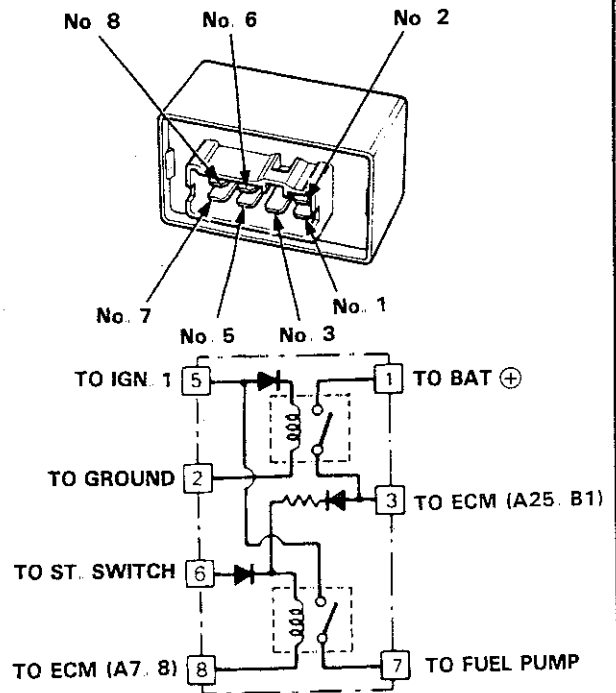 No 8 No. 6 No 2
No. 7 No. 5 No. 3 No. 1
TO IGN. 1 5 1 TO BAT ⊕
TO GROUND 2
3 TO ECM (A25. B1)
TO ST. SWITCH 6
TO ECM (A7. 8) 8 7 TO FUEL PUMP